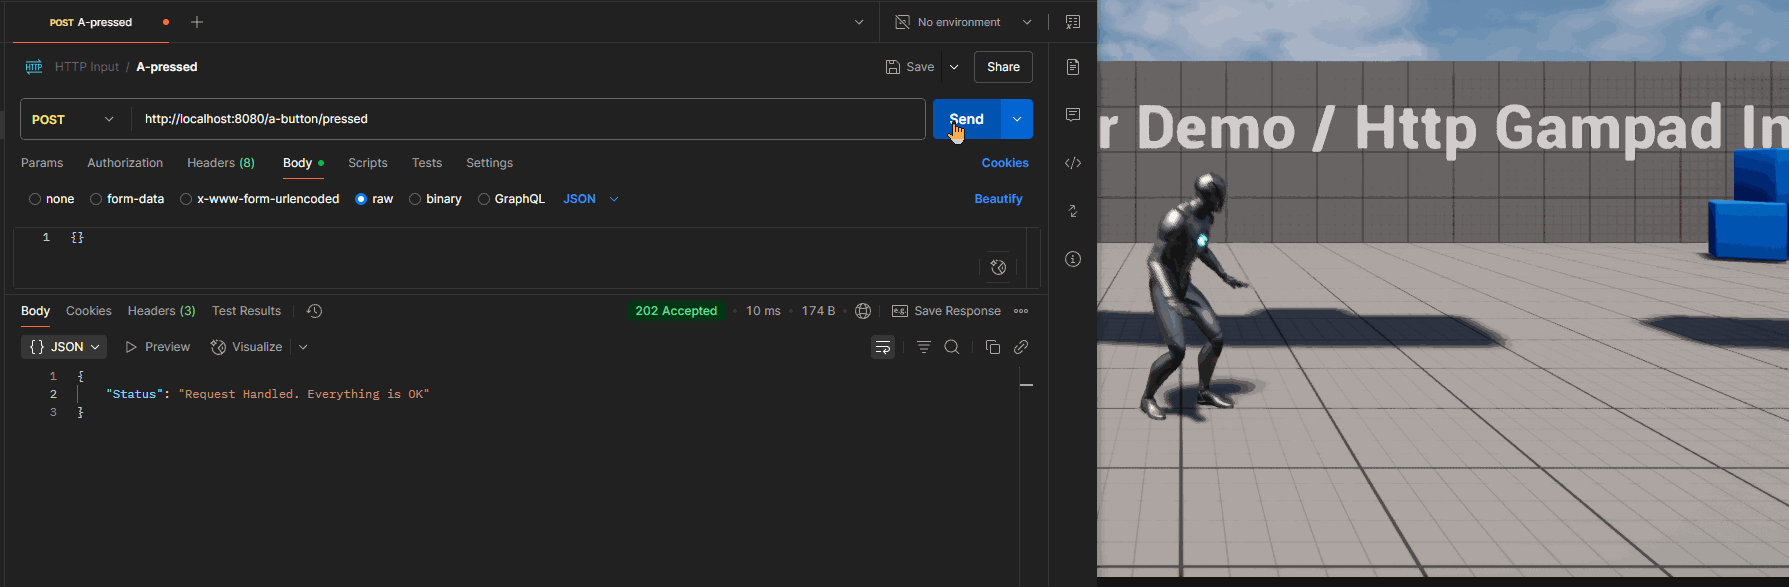 POST A-pressed
No environment
HTTP HTTP Input / A-pressed
Save
Share
POST
http://localhost:8080/a-button/pressed
Send
Params Authorization Headers (8) Body Scripts Tests Settings
Cookies
none form-data x-www-form-urlencoded raw binary GraphQL JSON
Beautify
1 {}
Body Cookies Headers (3) Test Results
202 Accepted • 10 ms • 174 B
e.g. Save Response
{} JSON Preview Visualize
1 {
2 "Status": "Request Handled. Everything is OK"
3 }
r Demo / Http Gampad In